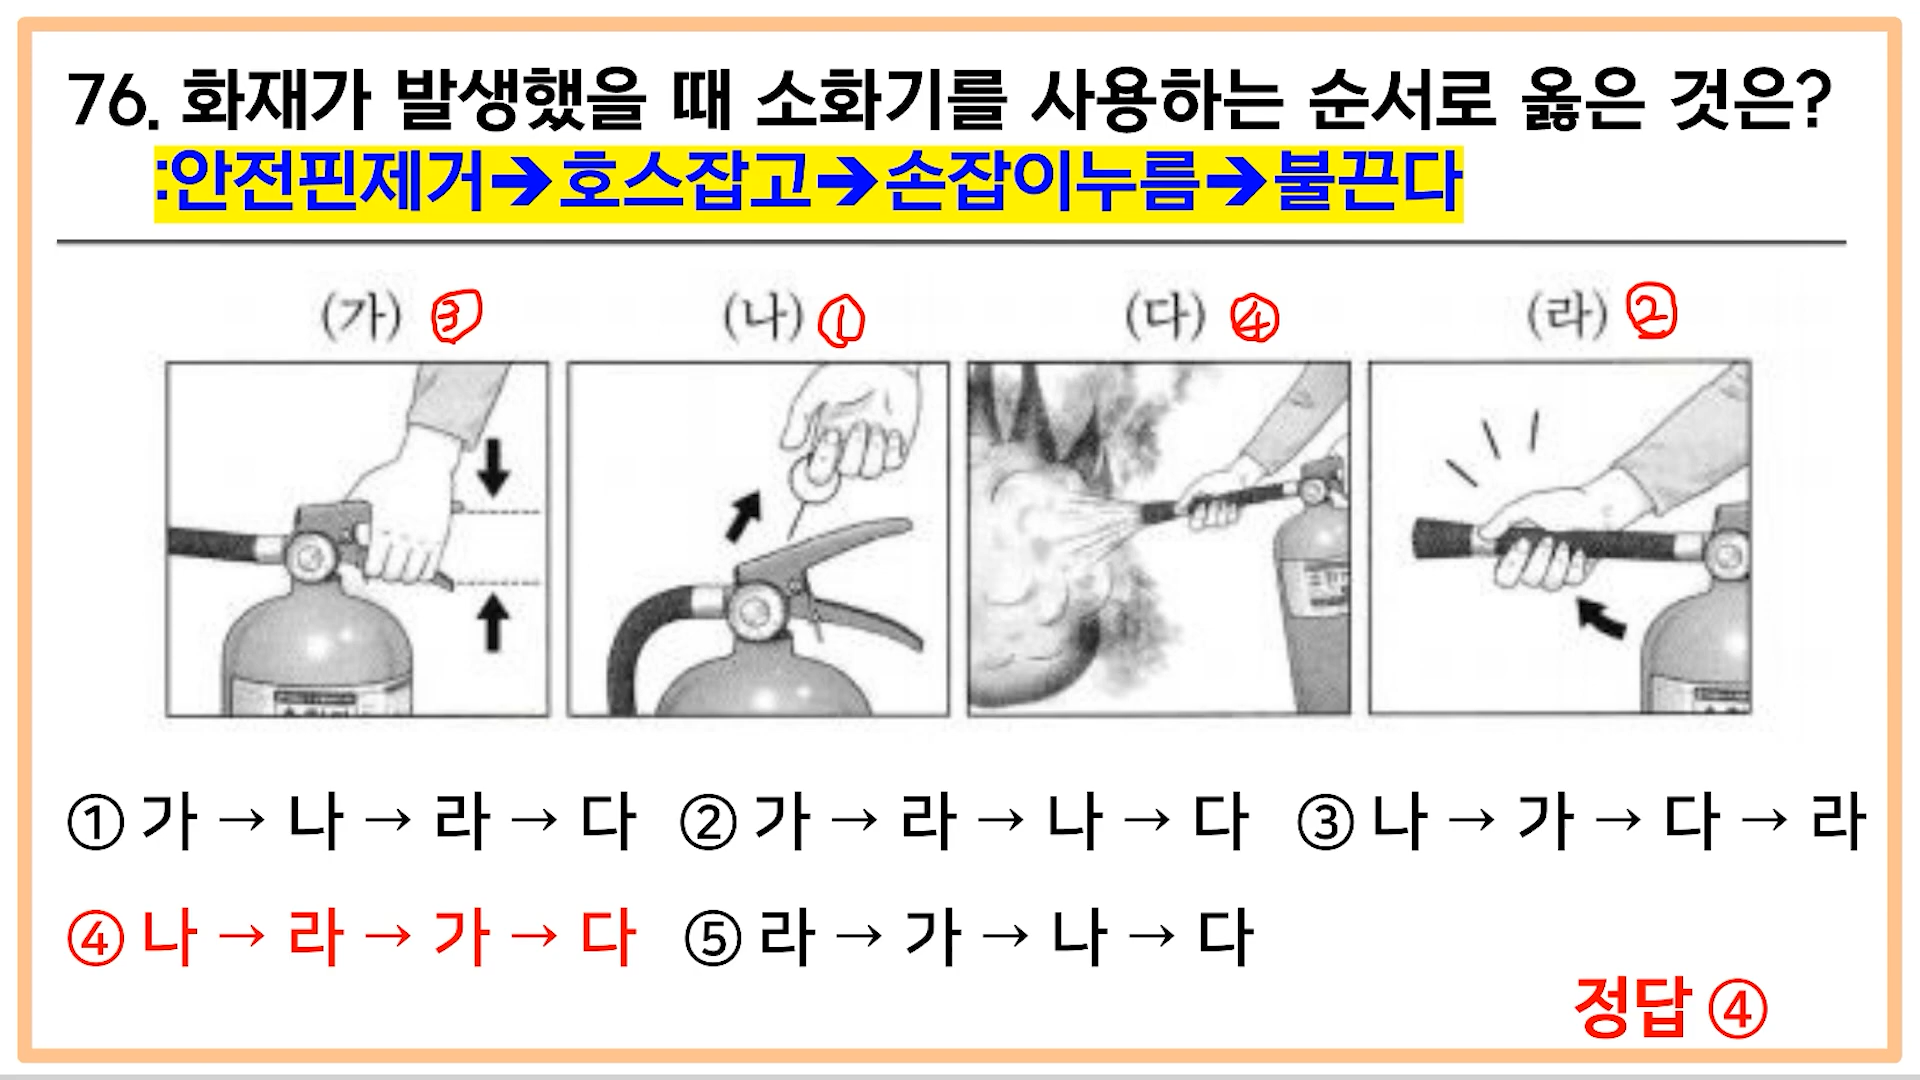 76. 화재가 발생했을 때 소화기를 사용하는 순서로 옳은 것은?
:안전핀제거➔호스잡고➔손잡이누름➔불끈다
(가) ③ (나) ① (다) ④ (라) ②
① 가 → 나 → 라 → 다 ② 가 → 라 → 나 → 다 ③ 나 → 가 → 다 → 라
④ 나 → 라 → 가 → 다 ⑤ 라 → 가 → 나 → 다
정답 ④